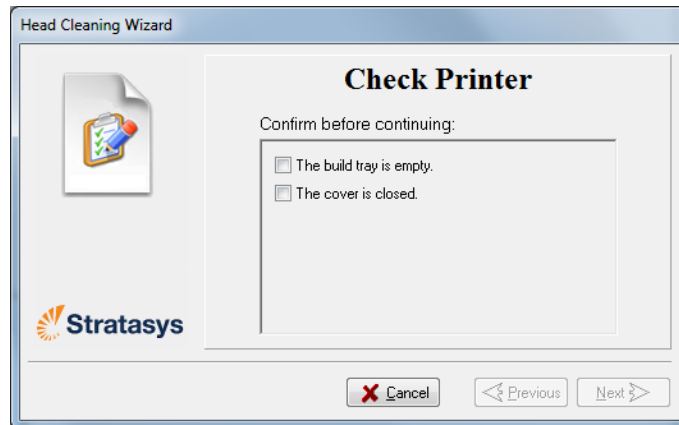 Head Cleaning Wizard
Check Printer
Confirm before continuing:
The build tray is empty.
The cover is closed.
Stratasys
Cancel
Previous
Next